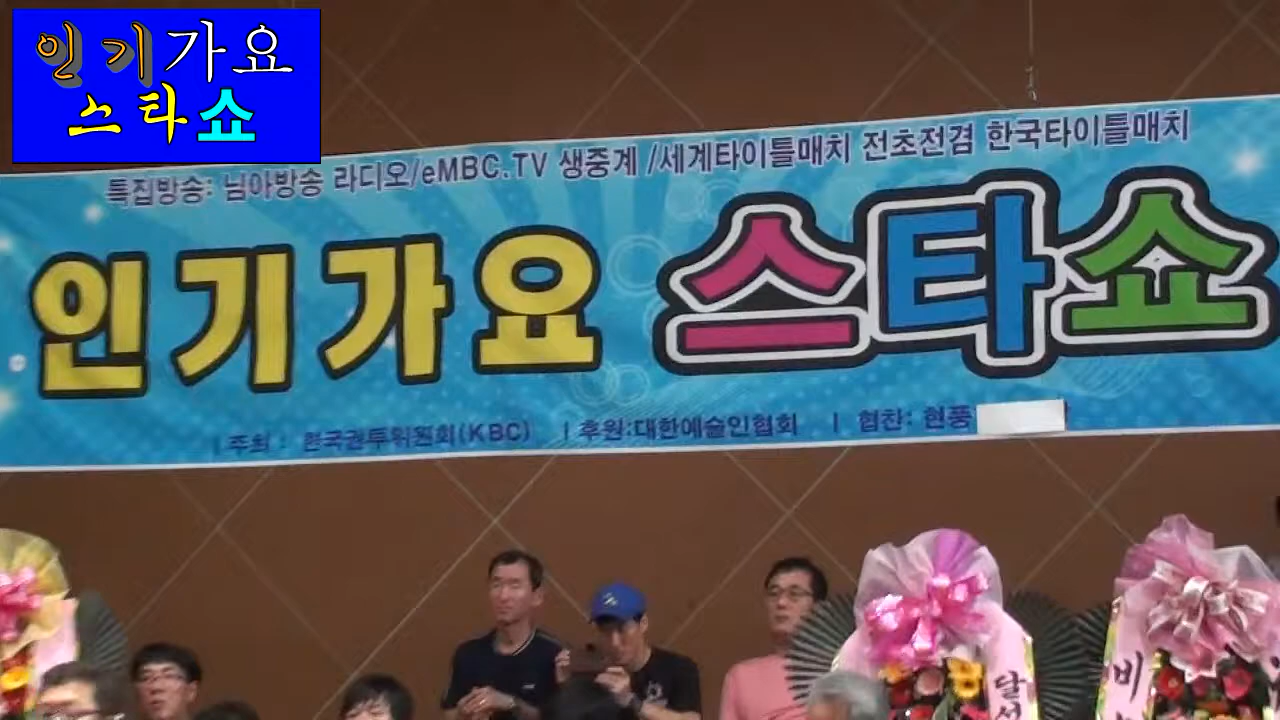 인기가요
스타쇼
특집방송: 님아방송 라디오/eMBC.TV 생중계 /세계타이틀매치 전초전겸 한국타이틀매치
인기가요 스타쇼
| 주최 : 한국권투위원회(KBC) | 후원:대한예술인협회 | 협찬: 현풍
달성
비